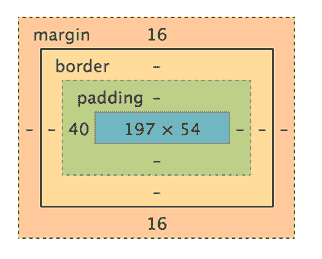 margin 16
border -
padding -
- - 40 197 × 54 - - -
-
-
16